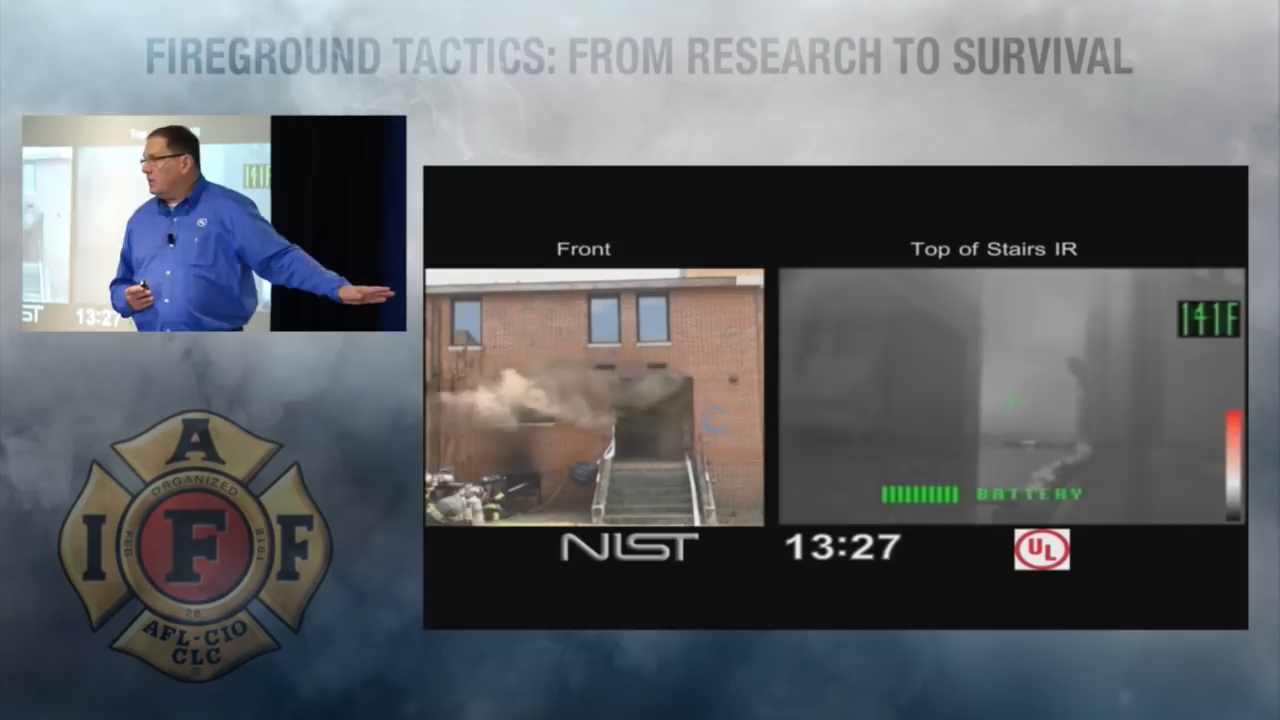 FIREGROUND TACTICS: FROM RESEARCH TO SURVIVAL
13:27
Front
Top of Stairs IR
141F
BATTERY
NIST
13:27
UL
A
ORGANIZED
I F F
FEB
1918
28
AFL-CIO
CLC